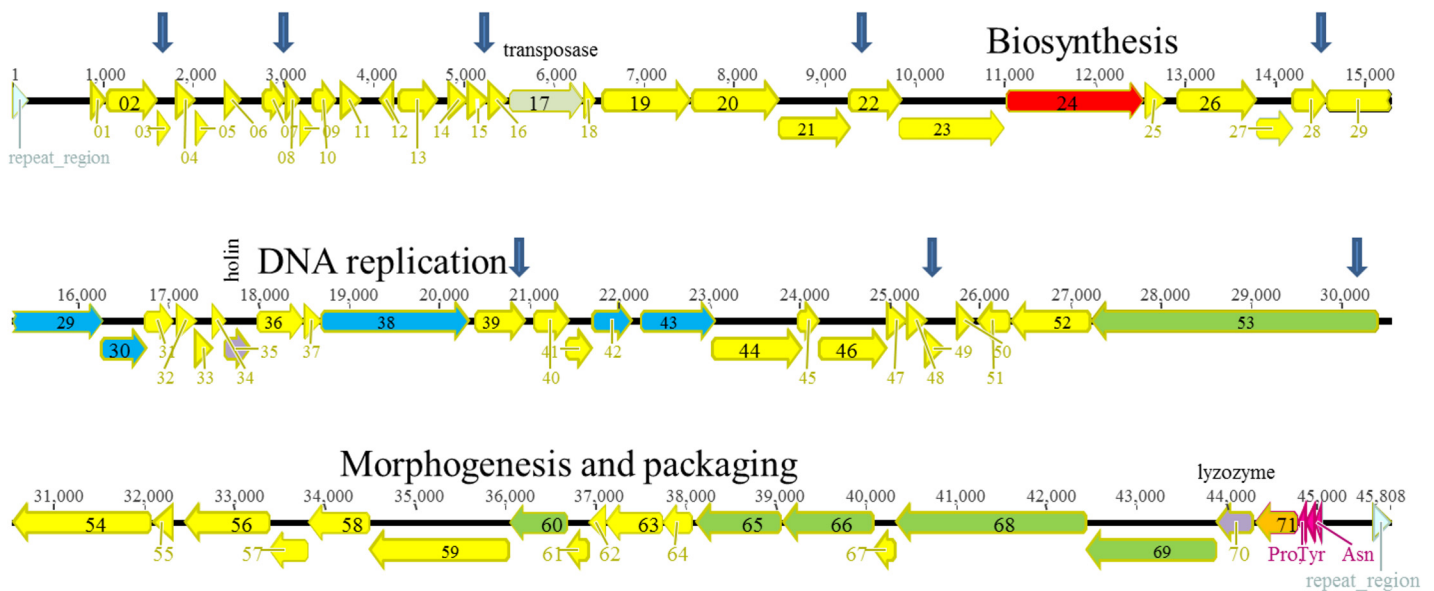 Biosynthesis
transposase
1 1,000 2,000 3,000 4,000 5,000 6,000 7,000 8,000 9,000 10,000 11,000 12,000 13,000 14,000 15,000
02 17 19 20 22 24 26
01 03 05 06 07 09 11 12 14 15 16 18 21 23 25 27 28 29
repeat_region 04 08 10 13
holin
DNA replication
16,000 17,000 18,000 19,000 20,000 21,000 22,000 23,000 24,000 25,000 26,000 27,000 28,000 29,000 30,000
29 36 38 39 43 52 53
30 31 35 37 41 42 44 46 49 50
32 33 34 40 45 47 48 51
Morphogenesis and packaging
lyzozyme
31,000 32,000 33,000 34,000 35,000 36,000 37,000 38,000 39,000 40,000 41,000 42,000 43,000 44,000 45,000 45,808
54 56 58 60 63 65 66 68 71
55 57 59 61 62 64 67 69 70 Pro Tyr Asn
repeat_region